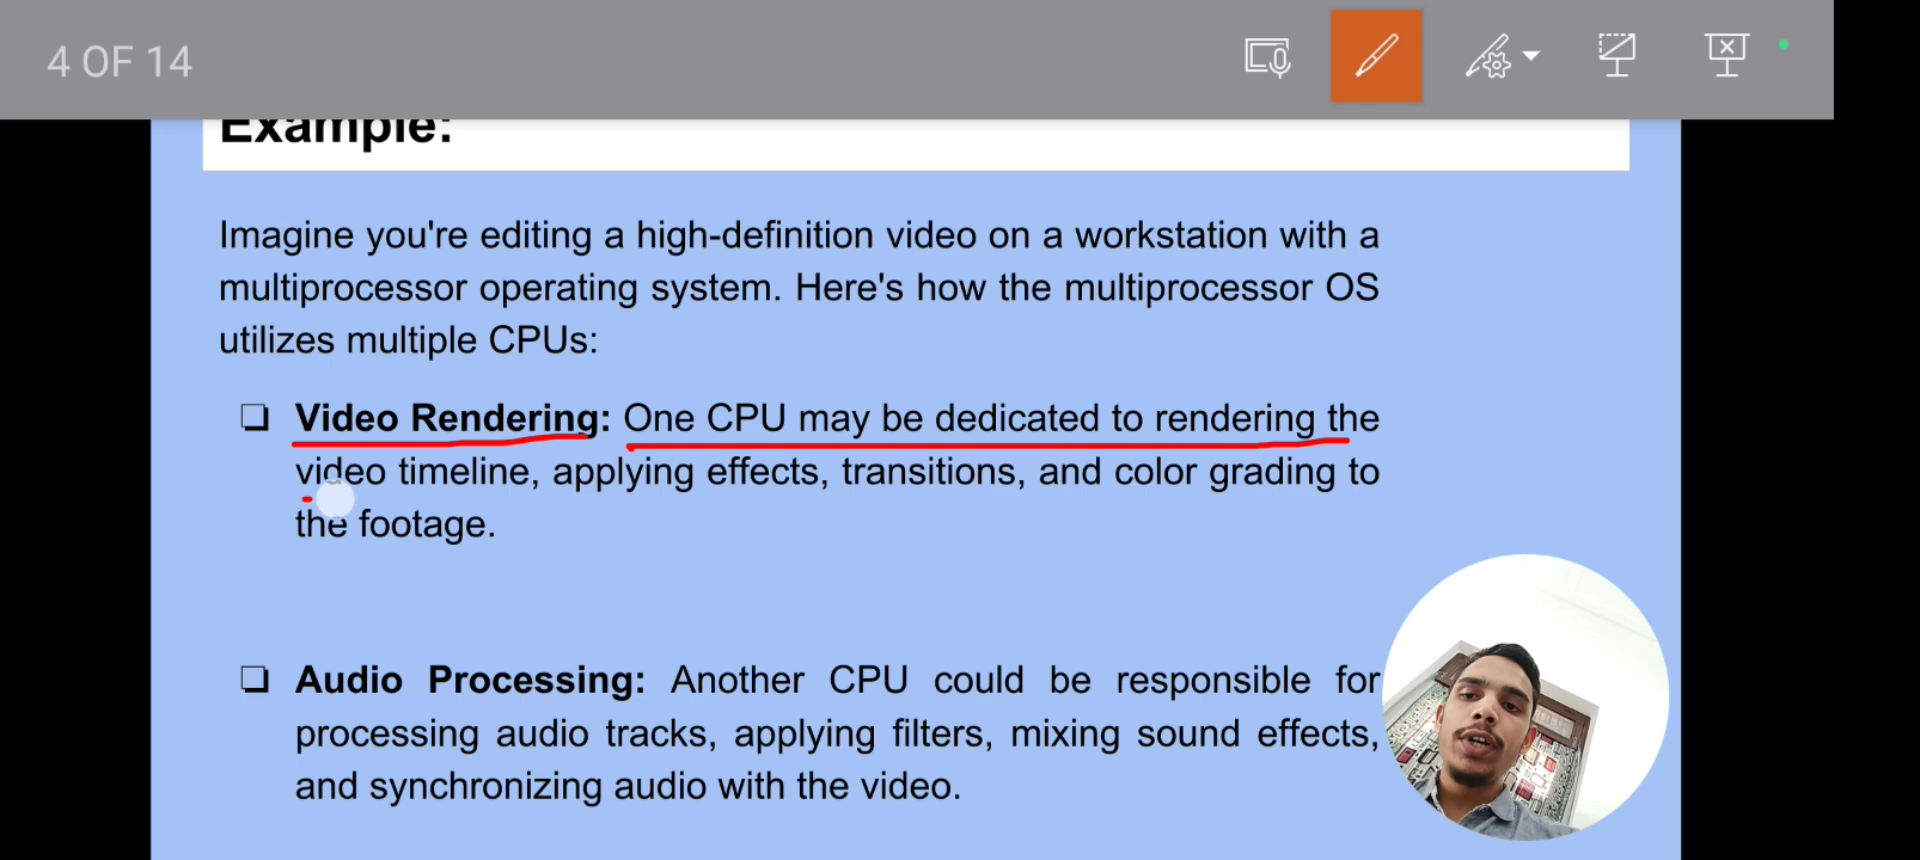 4 OF 14
Example:
Imagine you're editing a high-definition video on a workstation with a
multiprocessor operating system. Here's how the multiprocessor OS
utilizes multiple CPUs:
❏ Video Rendering: One CPU may be dedicated to rendering the
video timeline, applying effects, transitions, and color grading to
the footage.
❏ Audio Processing: Another CPU could be responsible for
processing audio tracks, applying filters, mixing sound effects,
and synchronizing audio with the video.